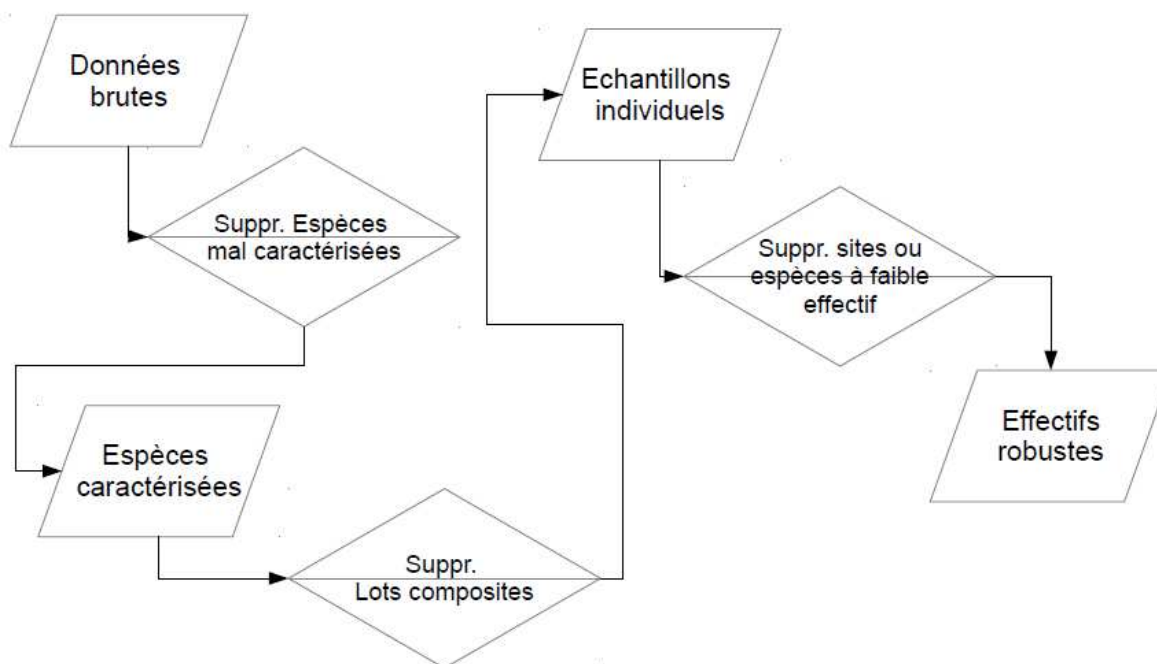 Données
brutes
Suppr. Espèces
mal caractérisées
Espèces
caractérisées
Suppr.
Lots composites
Echantillons
individuels
Suppr. sites ou
espèces à faible
effectif
Effectifs
robustes